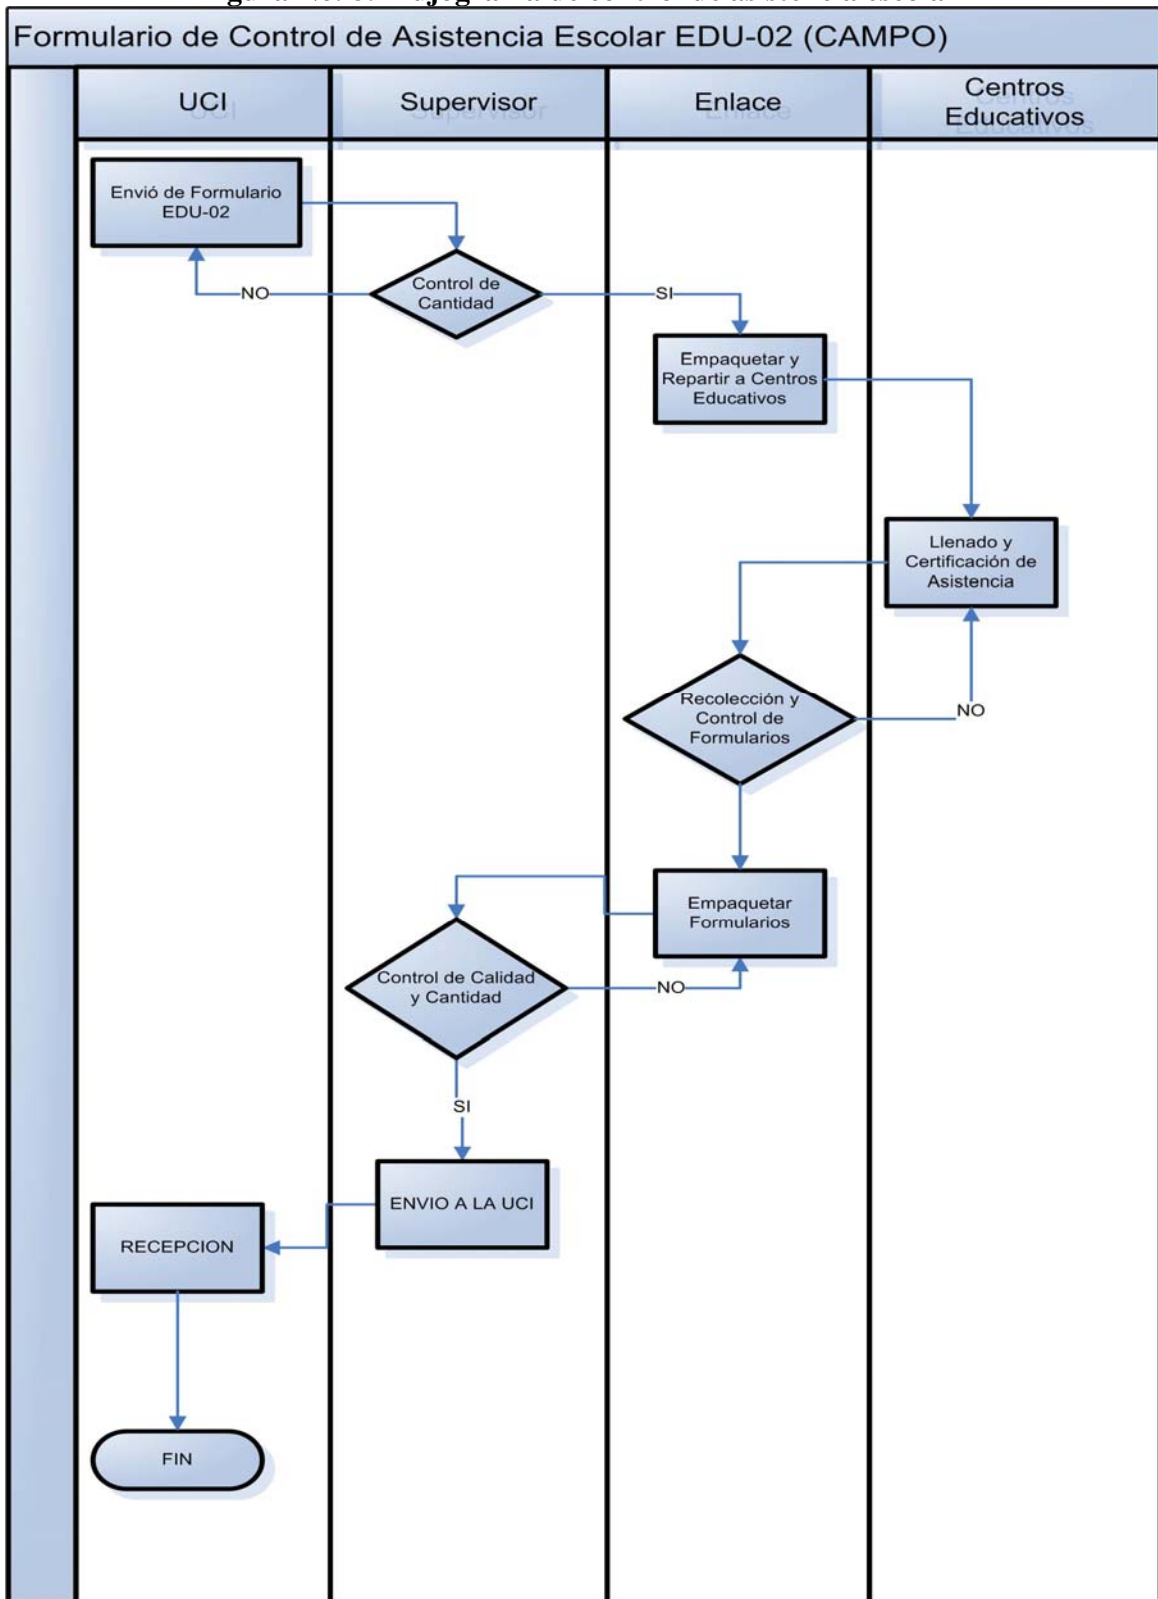 Formulario de Control de Asistencia Escolar EDU-02 (CAMPO)
UCI
Supervisor
Enlace
Centros
Educativos
Envió de Formulario
EDU-02
Control de
Cantidad
NO
SI
Empaquetar y
Repartir a Centros
Educativos
Llenado y
Certificación de
Asistencia
Recolección y
Control de
Formularios
NO
Empaquetar
Formularios
Control de Calidad
y Cantidad
NO
SI
ENVIO A LA UCI
RECEPCION
FIN